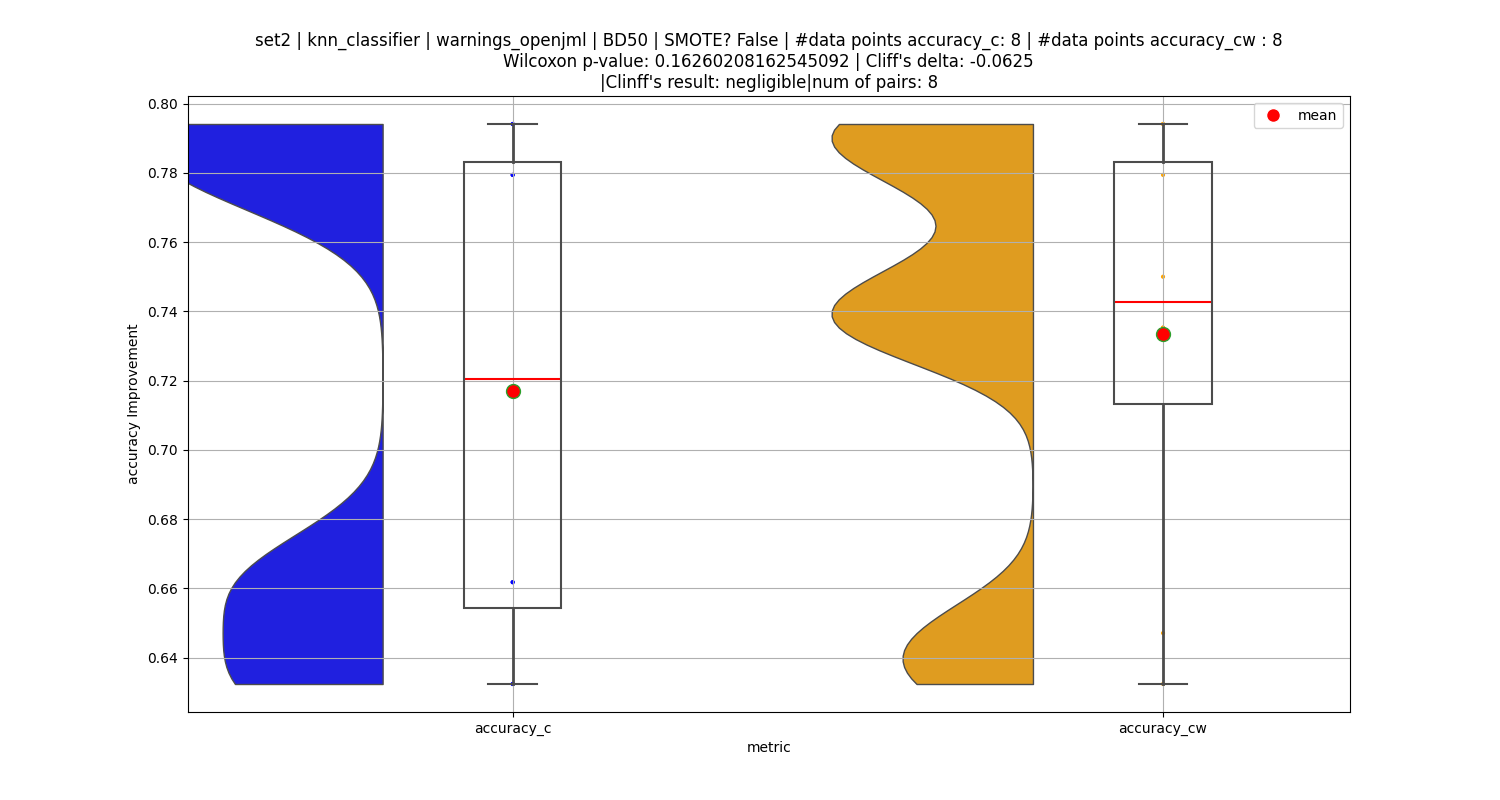 set2 | knn_classifier | warnings_openjml | BD50 | SMOTE? False | #data points accuracy_c: 8 | #data points accuracy_cw : 8
Wilcoxon p-value: 0.16260208162545092 | Cliff's delta: -0.0625
|Clinff's result: negligible|num of pairs: 8
mean
0.80
0.78
0.76
0.74
0.72
0.70
0.68
0.66
0.64
accuracy Improvement
accuracy_c
accuracy_cw
metric